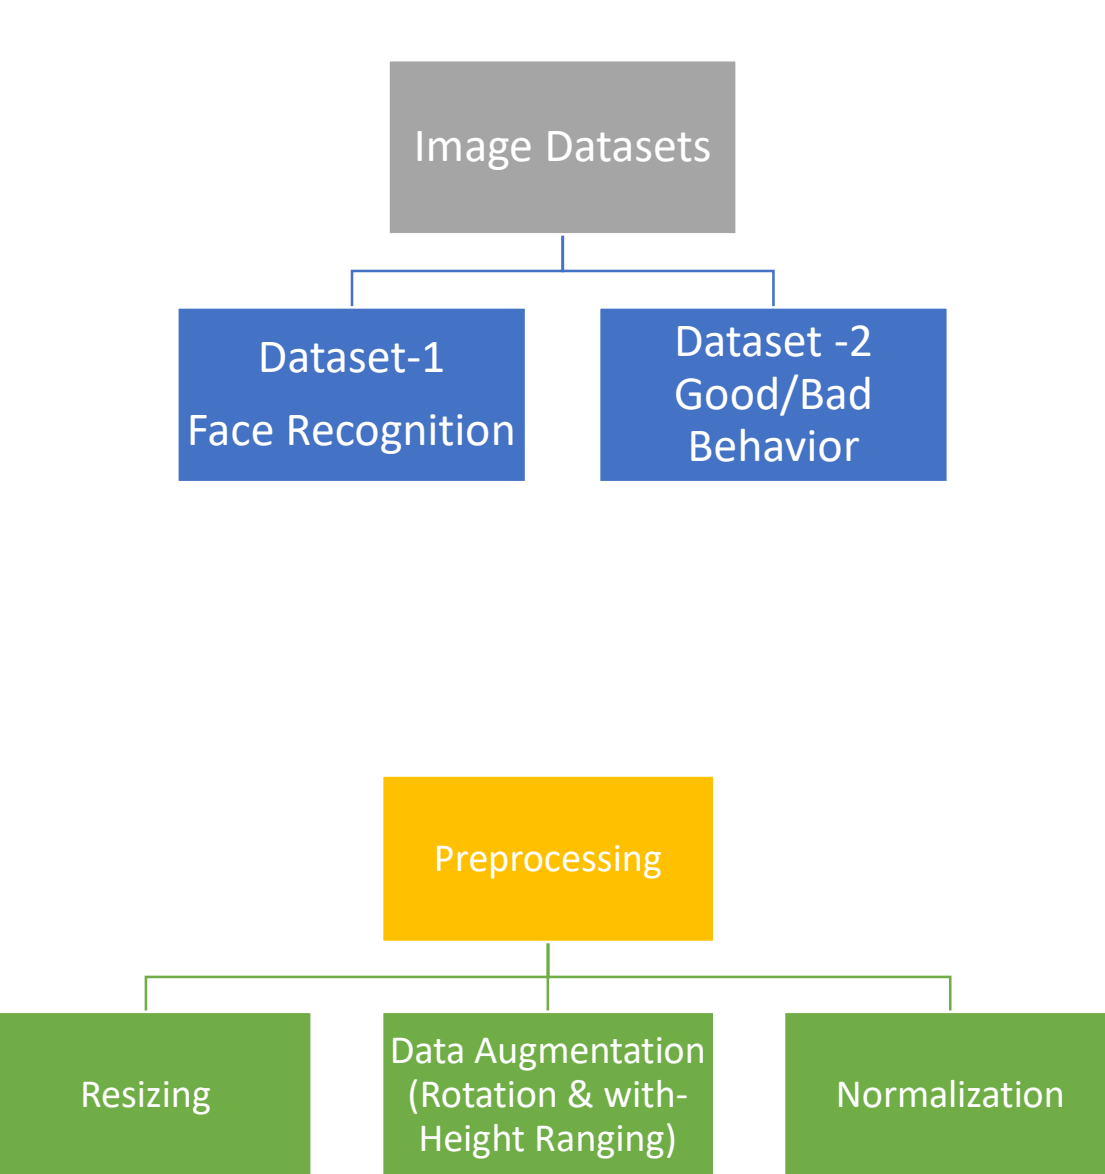 Image Datasets
Dataset-1
Face Recognition
Dataset -2
Good/Bad
Behavior
Preprocessing
Resizing
Data Augmentation
(Rotation & with-
Height Ranging)
Normalization